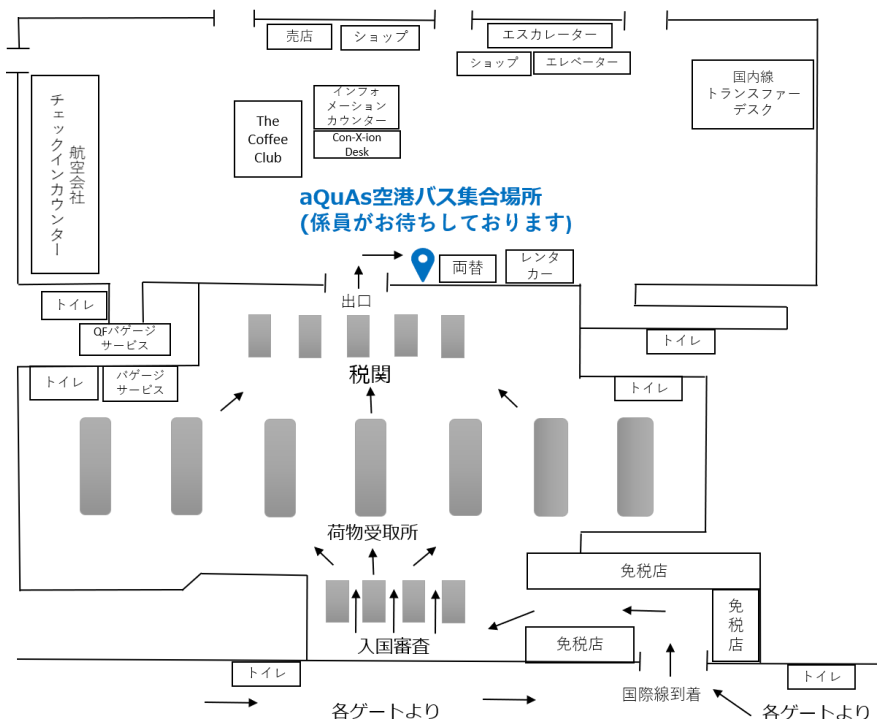 売店
ショップ
エスカレーター
ショップ
エレベーター
国内線
トランスファー
デスク
航空会社
チェックインカウンター
The
Coffee
Club
インフォ
メーション
カウンター
Con-X-ion
Desk
aQuAs空港バス集合場所
(係員がお待ちしております)
両替
レンタ
カー
出口
トイレ
QFバゲージ
サービス
トイレ
バゲージ
サービス
税関
トイレ
トイレ
荷物受取所
免税店
免税店
免税店
入国審査
トイレ
国際線到着
トイレ
各ゲートより
各ゲートより